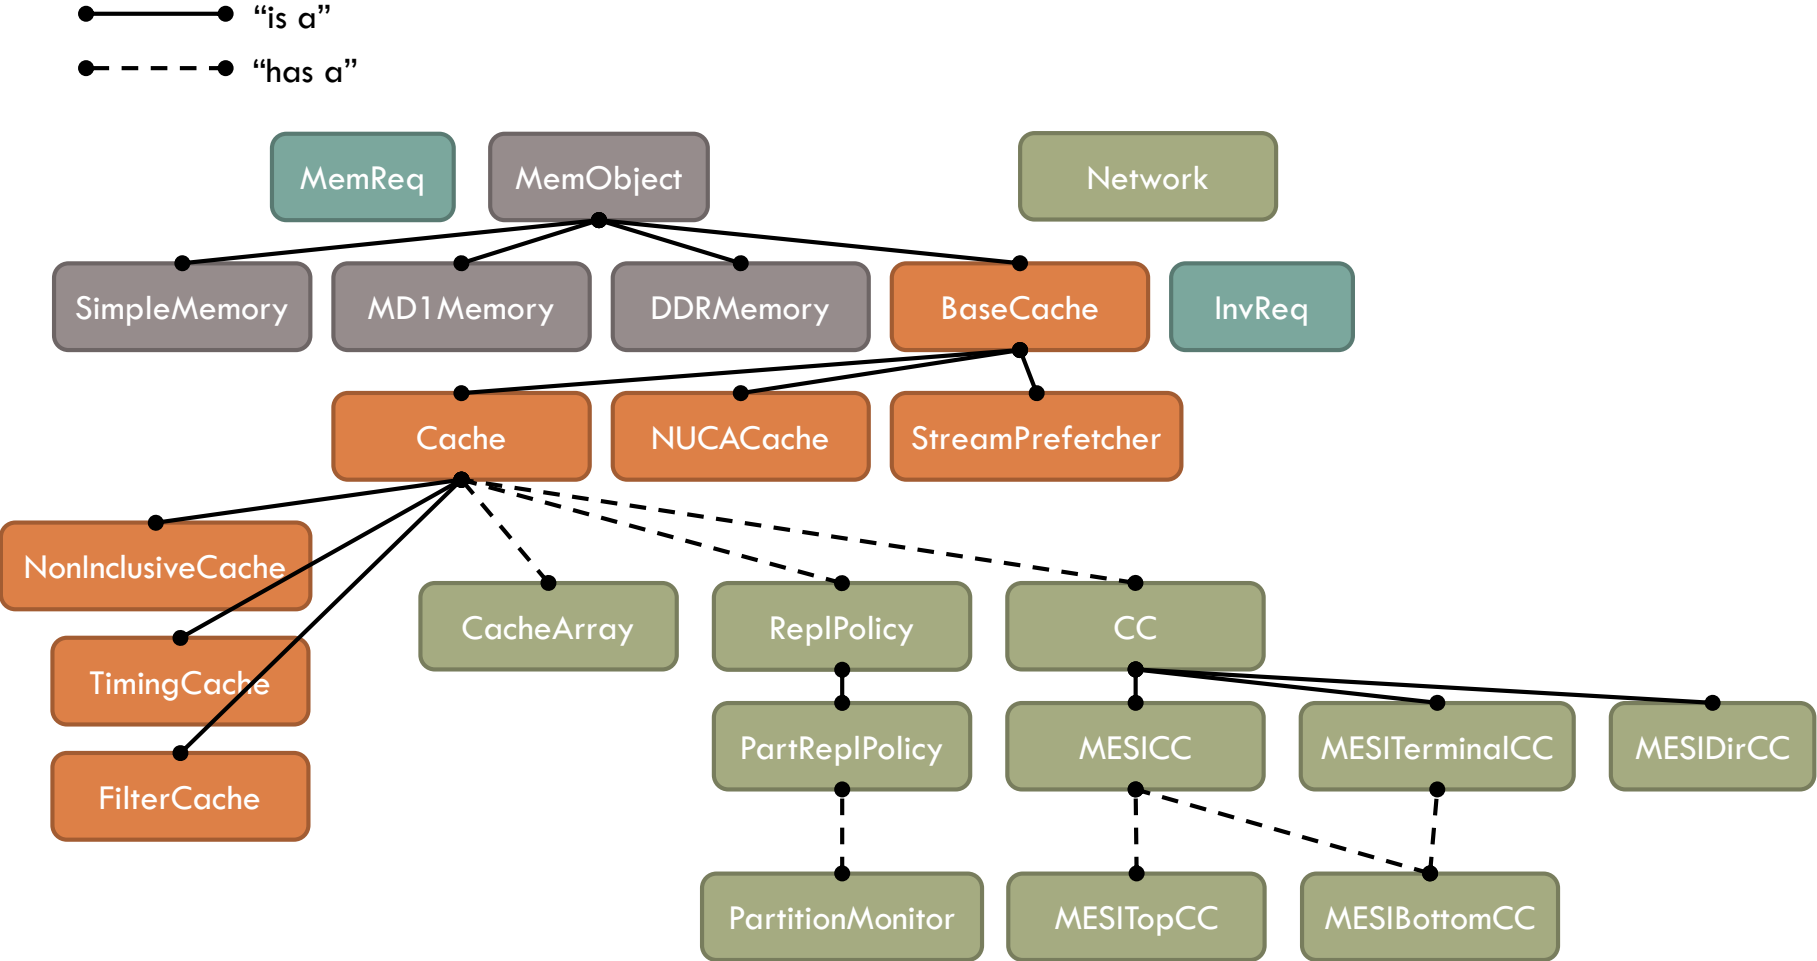 “is a”
“has a”
MemReq
MemObject
Network
SimpleMemory
MD1Memory
DDRMemory
BaseCache
InvReq
Cache
NUCACache
StreamPrefetcher
NonInclusiveCache
CacheArray
ReplPolicy
CC
TimingCache
PartReplPolicy
MESICC
MESITerminalCC
MESIDirCC
FilterCache
PartitionMonitor
MESITopCC
MESIBottomCC